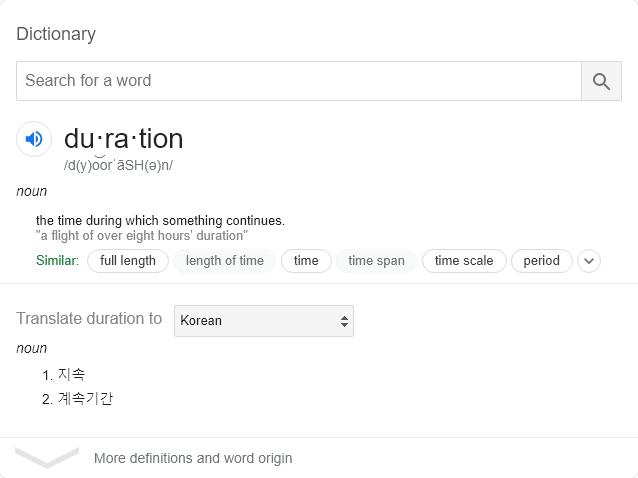 Dictionary
Search for a word
du·ra·tion
/d(y)o͝orˈāSH(ə)n/
noun
the time during which something continues.
"a flight of over eight hours' duration"
Similar: full length length of time time time span time scale period
Translate duration to Korean
noun
1. 지속
2. 계속기간
More definitions and word origin